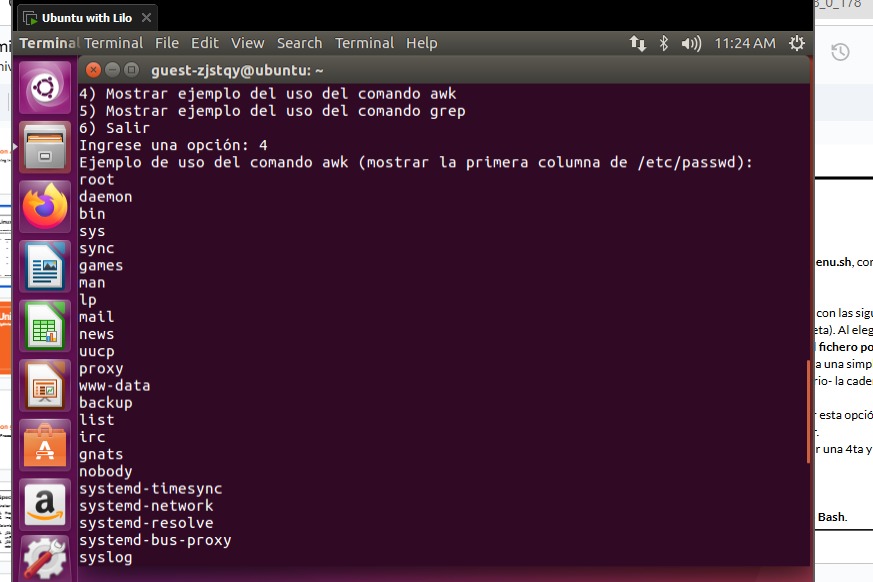 Ubuntu with Lilo
8_0_178
Terminal Terminal File Edit View Search Terminal Help 11:24 AM
guest-zjstqy@ubuntu: ~
4) Mostrar ejemplo del uso del comando awk
5) Mostrar ejemplo del uso del comando grep
6) Salir
Ingrese una opción: 4
Ejemplo de uso del comando awk (mostrar la primera columna de /etc/passwd):
root
daemon
bin
sys
sync
games
man
lp
mail
news
uucp
proxy
www-data
backup
list
irc
gnats
nobody
systemd-timesync
systemd-network
systemd-resolve
systemd-bus-proxy
syslog
enu.sh, con
con las sigu
eta). Al eleg
fichero po
a una simp
rio- la cade
r esta opció
r.
r una 4ta y
Bash.